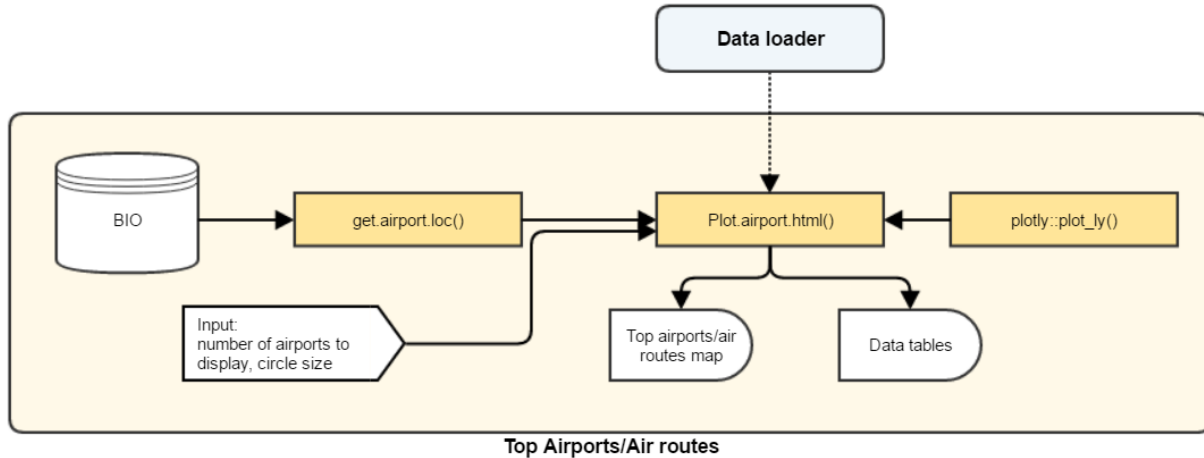 Data loader
BIO
get.airport.loc()
Plot.airport.html()
plotly::plot_ly()
Input:
number of airports to
display, circle size
Top airports/air
routes map
Data tables
Top Airports/Air routes